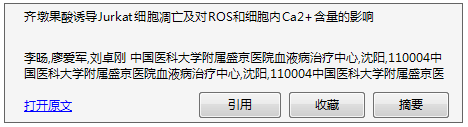 齐墩果酸诱导Jurkat细胞凋亡及对ROS和细胞内Ca2+含量的影响
李旸,廖爱军,刘卓刚 中国医科大学附属盛京医院血液病治疗中心,沈阳,110004中
国医科大学附属盛京医院血液病治疗中心,沈阳,110004中国医科大学附属盛京医
打开原文 引用 收藏 摘要